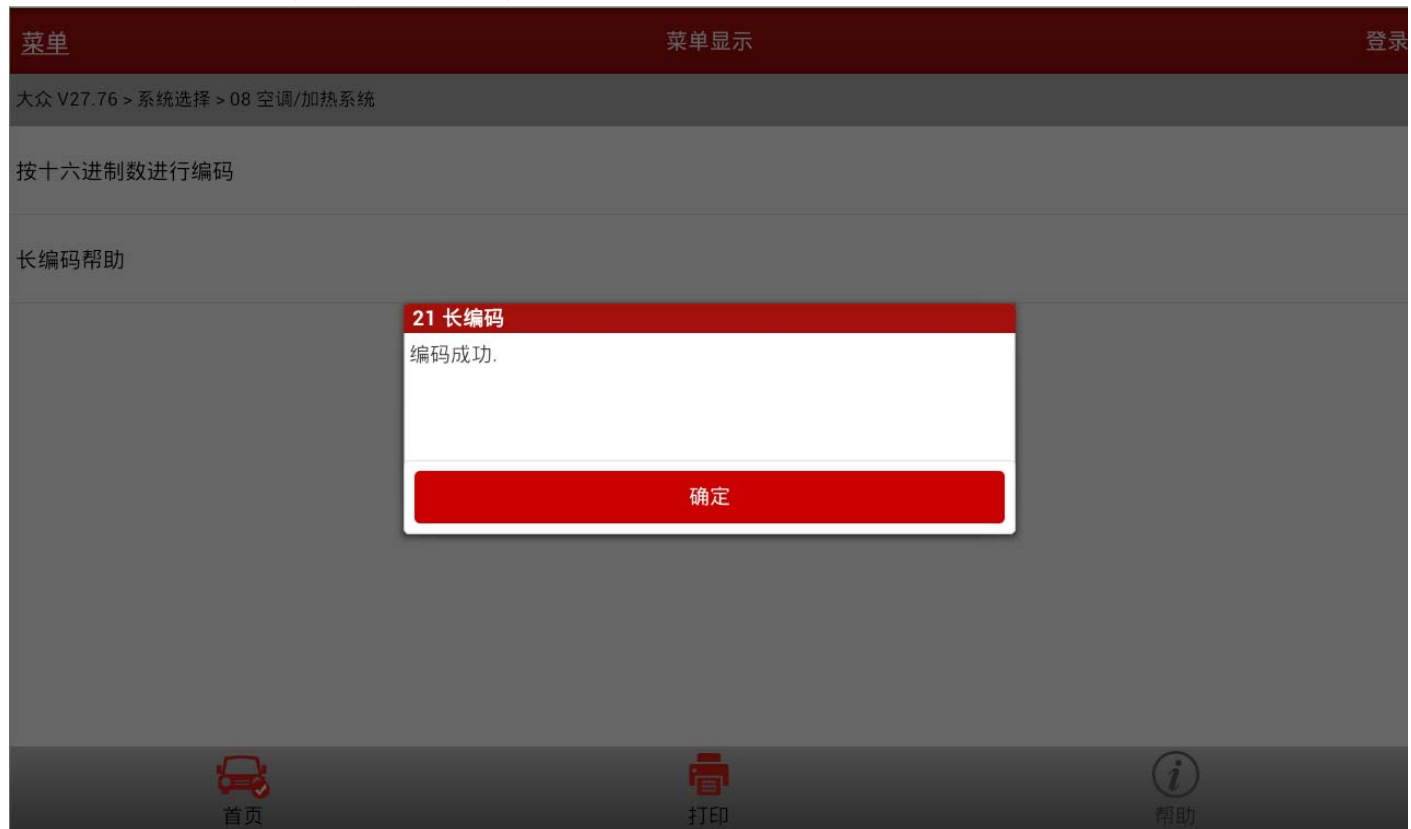 菜单
菜单显示
登录
大众 V27.76 > 系统选择 > 08 空调/加热系统
按十六进制数进行编码
长编码帮助
21 长编码
编码成功.
确定
首页
打印
帮助